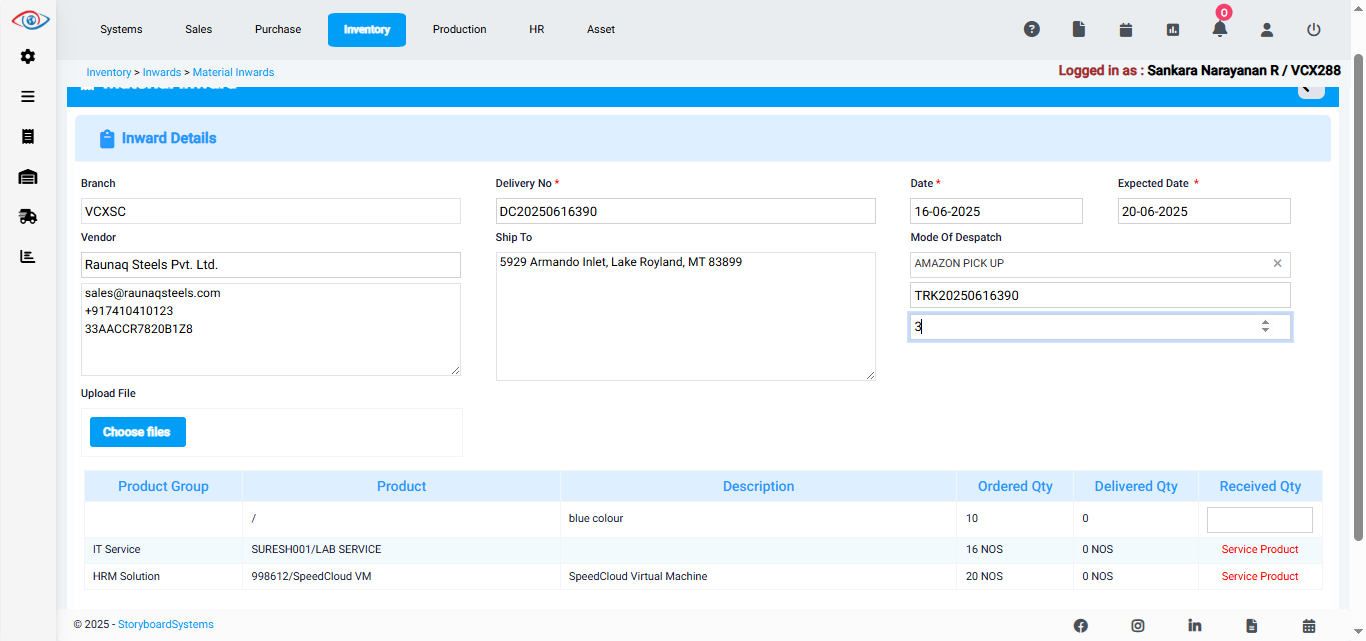 Systems
Sales
Purchase
Inventory
Production
HR
Asset
0
Inventory > Inwards > Material Inwards
Logged in as : Sankara Narayanan R / VCX288
Material Inward
Inward Details
Branch
VCXSC
Delivery No *
DC20250616390
Date *
16-06-2025
Expected Date *
20-06-2025
Vendor
Raunaq Steels Pvt. Ltd.
sales@raunaqsteels.com
+917410410123
33AACCR7820B1Z8
Ship To
5929 Armando Inlet, Lake Royland, MT 83899
Mode Of Despatch
AMAZON PICK UP
TRK20250616390
3
Upload File
Choose files
Product Group Product Description Ordered Qty Delivered Qty Received Qty
/ blue colour 10 0
IT Service SURESH001/LAB SERVICE 16 NOS 0 NOS Service Product
HRM Solution 998612/SpeedCloud VM SpeedCloud Virtual Machine 20 NOS 0 NOS Service Product
© 2025 - StoryboardSystems